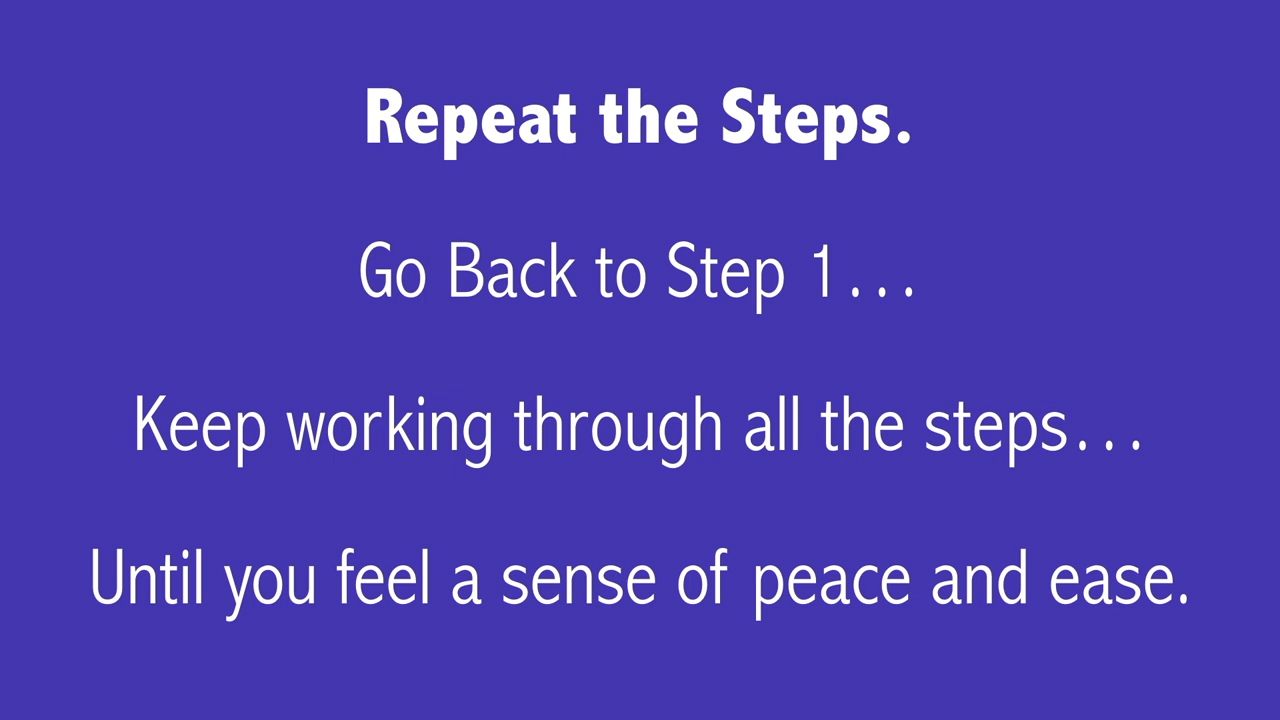 Repeat the Steps.
Go Back to Step 1...
Keep working through all the steps...
Until you feel a sense of peace and ease.